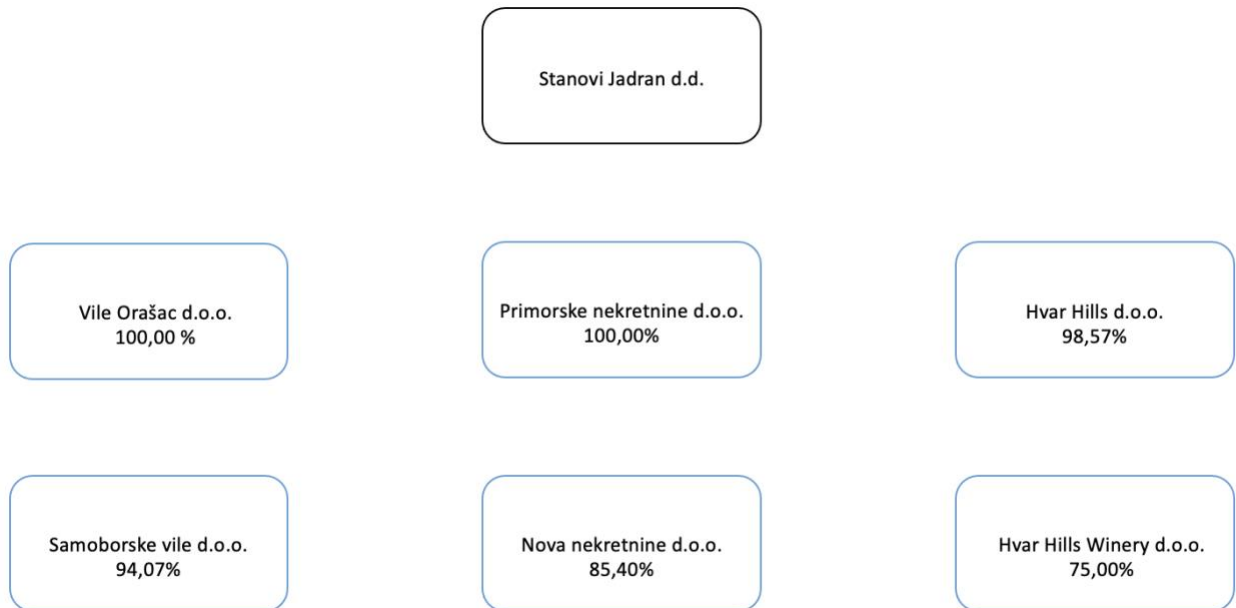 Stanovi Jadran d.d.
Vile Orašac d.o.o.
100,00 %
Primorske nekretnine d.o.o.
100,00%
Hvar Hills d.o.o.
98,57%
Samoborske vile d.o.o.
94,07%
Nova nekretnine d.o.o.
85,40%
Hvar Hills Winery d.o.o.
75,00%